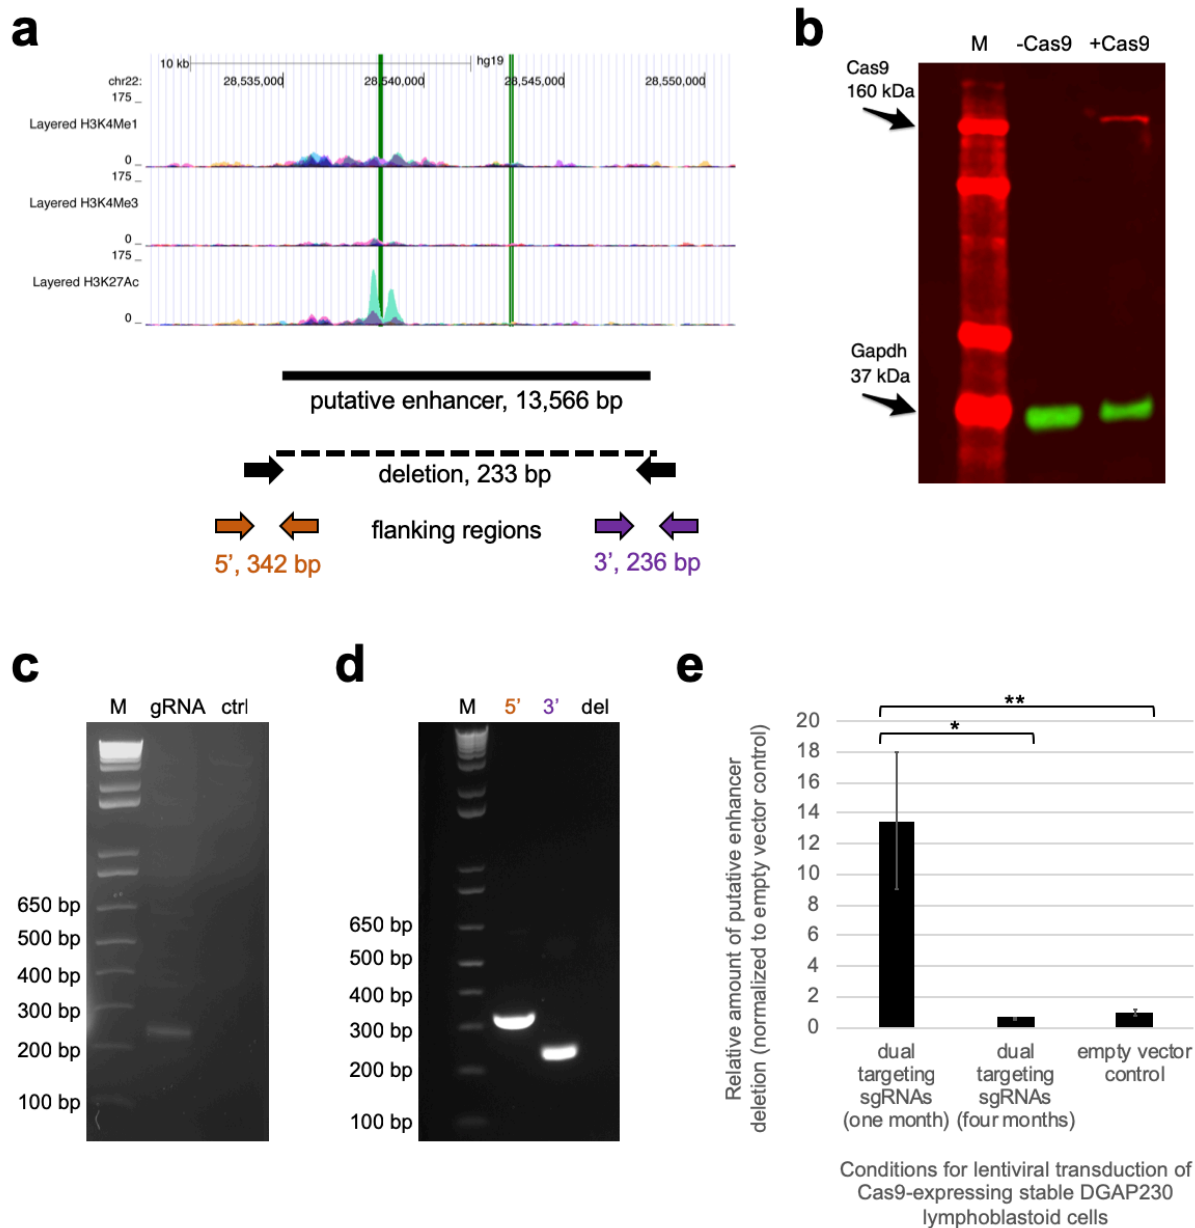 a
10 kb
hg19
chr22:
28,535,000
28,540,000
28,545,000
28,550,000
175
Layered H3K4Me1
0
175
Layered H3K4Me3
0
175
Layered H3K27Ac
0
putative enhancer, 13,566 bp
deletion, 233 bp
flanking regions
5’, 342 bp
3’, 236 bp
b
M -Cas9 +Cas9
Cas9
160 kDa
Gapdh
37 kDa
c
M gRNA ctrl
650 bp
500 bp
400 bp
300 bp
200 bp
100 bp
d
M 5’ 3’ del
650 bp
500 bp
400 bp
300 bp
200 bp
100 bp
e
Relative amount of putative enhancer
deletion (normalized to empty vector control)
**
*
20
18
16
14
12
10
8
6
4
2
0
dual
targeting
sgRNAs
(one month)
dual
targeting
sgRNAs
(four months)
empty vector
control
Conditions for lentiviral transduction of
Cas9-expressing stable DGAP230
lymphoblastoid cells